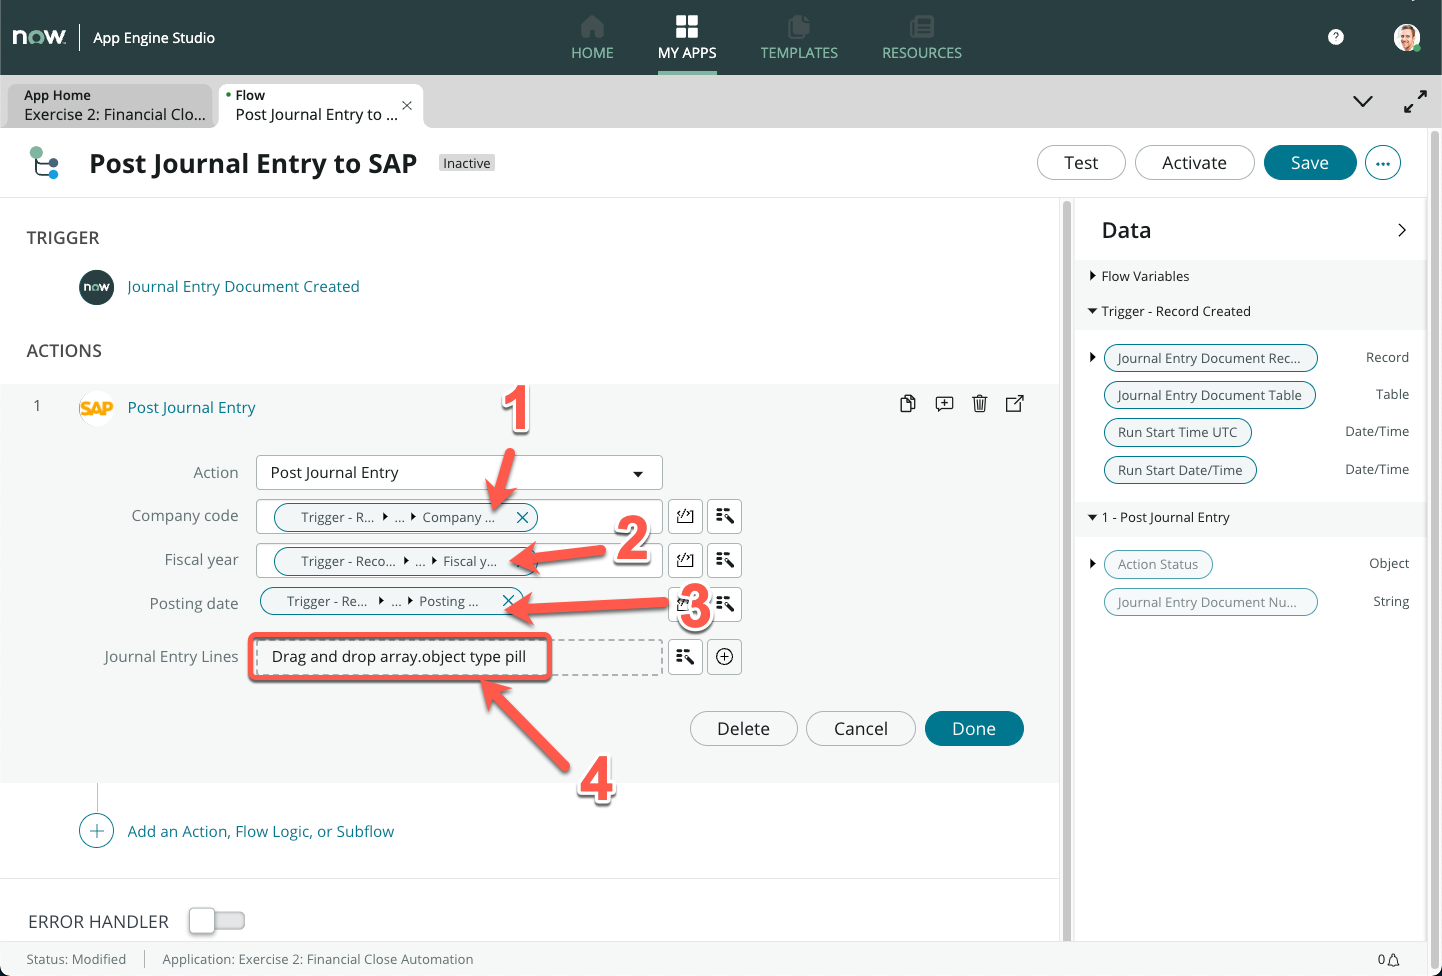 now.
App Engine Studio
HOME
MY APPS
TEMPLATES
RESOURCES
?
App Home
Exercise 2: Financial Clo...
Flow
Post Journal Entry to ...
Post Journal Entry to SAP
Inactive
Test
Activate
Save
...
TRIGGER
now
Journal Entry Document Created
ACTIONS
1
SAP
Post Journal Entry
1
Action
Post Journal Entry
Company code
Trigger - R... ... Company ...
Fiscal year
Trigger - Reco... ... Fiscal y...
2
Posting date
Trigger - Re... ... Posting ...
3
Journal Entry Lines
Drag and drop array.object type pill
4
Delete
Cancel
Done
Add an Action, Flow Logic, or Subflow
ERROR HANDLER
Data
Flow Variables
Trigger - Record Created
Journal Entry Document Rec...
Record
Journal Entry Document Table
Table
Run Start Time UTC
Date/Time
Run Start Date/Time
Date/Time
1 - Post Journal Entry
Action Status
Object
Journal Entry Document Nu...
String
Status: Modified
Application: Exercise 2: Financial Close Automation
0